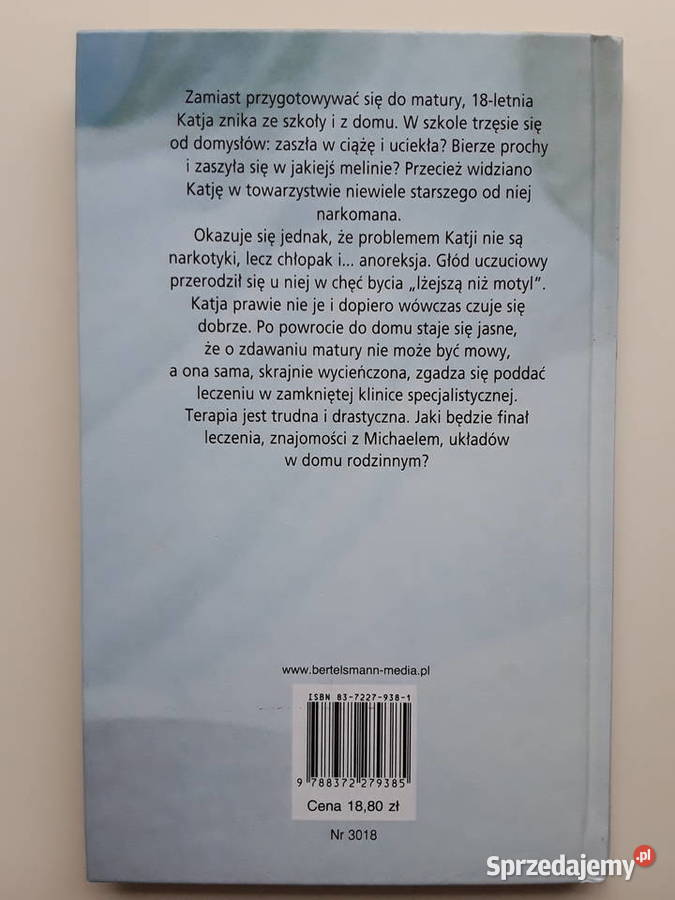 Zamiast przygotowywać się do matury, 18-letnia
Katja znika ze szkoły i z domu. W szkole trzęsie się
od domysłów: zaszła w ciążę i uciekła? Bierze prochy
i zaszyła się w jakiejś melinie? Przecież widziano
Katję w towarzystwie niewiele starszego od niej
narkomana.
Okazuje się jednak, że problemem Katji nie są
narkotyki, lecz chłopak i... anoreksja. Głód uczuciowy
przerodził się u niej w chęć bycia „lżejszą niż motyl”.
Katja prawie nie je i dopiero wówczas czuje się
dobrze. Po powrocie do domu staje się jasne,
że o zdawaniu matury nie może być mowy,
a ona sama, skrajnie wycieńczona, zgadza się poddać
leczeniu w zamkniętej klinice specjalistycznej.
Terapia jest trudna i drastyczna. Jaki będzie finał
leczenia, znajomości z Michaelem, układów
w domu rodzinnym?
www.bertelsmann-media.pl
ISBN 83-7227-938-1
9 788372 279385
Cena 18,80 zł
Nr 3018
Sprzedajemy.pl